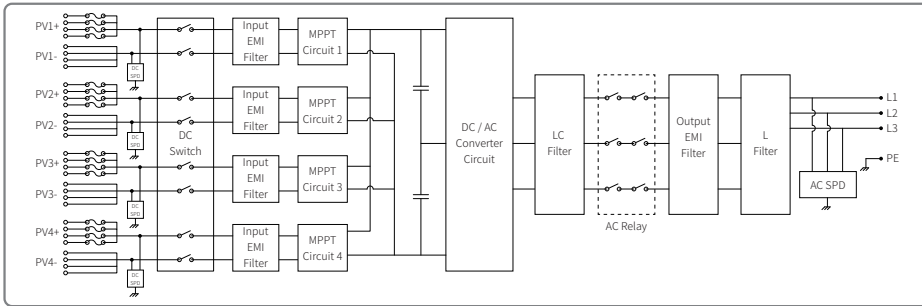 PV1+
PV1-
DC
SPD
Input
EMI
Filter
MPPT
Circuit 1
PV2+
PV2-
DC
SPD
Input
EMI
Filter
MPPT
Circuit 2
DC
Switch
PV3+
PV3-
DC
SPD
Input
EMI
Filter
MPPT
Circuit 3
PV4+
PV4-
DC
SPD
Input
EMI
Filter
MPPT
Circuit 4
DC / AC
Converter
Circuit
LC
Filter
AC Relay
Output
EMI
Filter
L
Filter
L1
L2
L3
PE
AC SPD